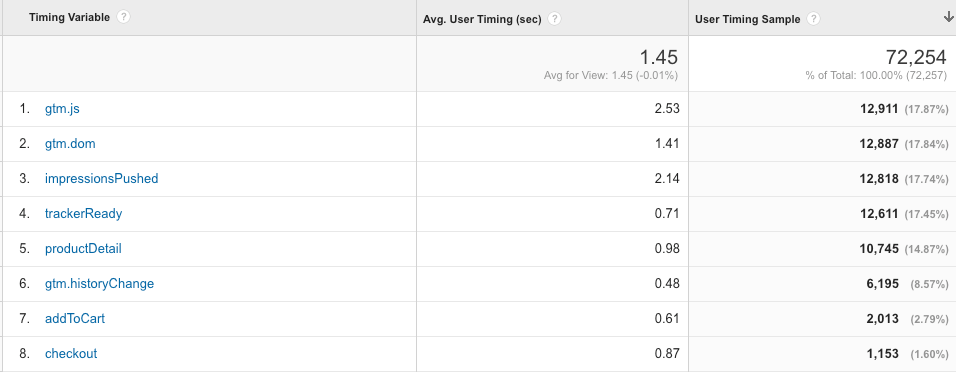 Timing Variable ? Avg. User Timing (sec) ? User Timing Sample ?
1.45 72,254
Avg for View: 1.45 (-0.01%) % of Total: 100.00% (72,257)
1. gtm.js 2.53 12,911 (17.87%)
2. gtm.dom 1.41 12,887 (17.84%)
3. impressionsPushed 2.14 12,818 (17.74%)
4. trackerReady 0.71 12,611 (17.45%)
5. productDetail 0.98 10,745 (14.87%)
6. gtm.historyChange 0.48 6,195 (8.57%)
7. addToCart 0.61 2,013 (2.79%)
8. checkout 0.87 1,153 (1.60%)